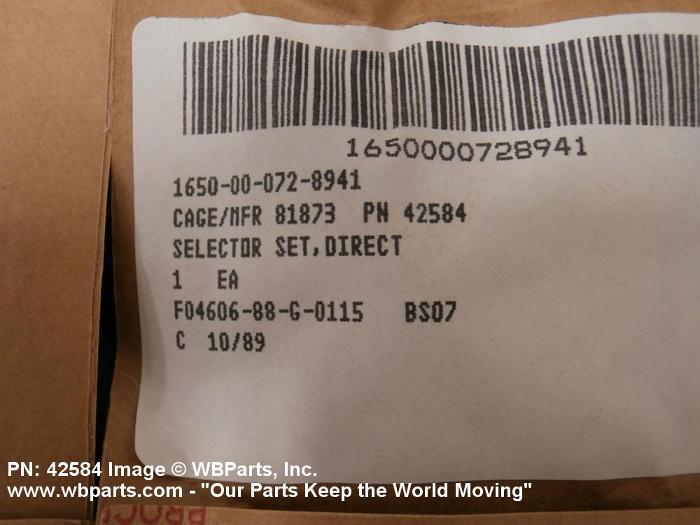 1650000728941
1650-00-072-8941
CAGE/MFR 81873 PN 42584
SELECTOR SET, DIRECT
1 EA
F04606-88-G-0115 BS07
C 10/89
PN: 42584 Image © WBParts, Inc.
www.wbparts.com - "Our Parts Keep the World Moving"